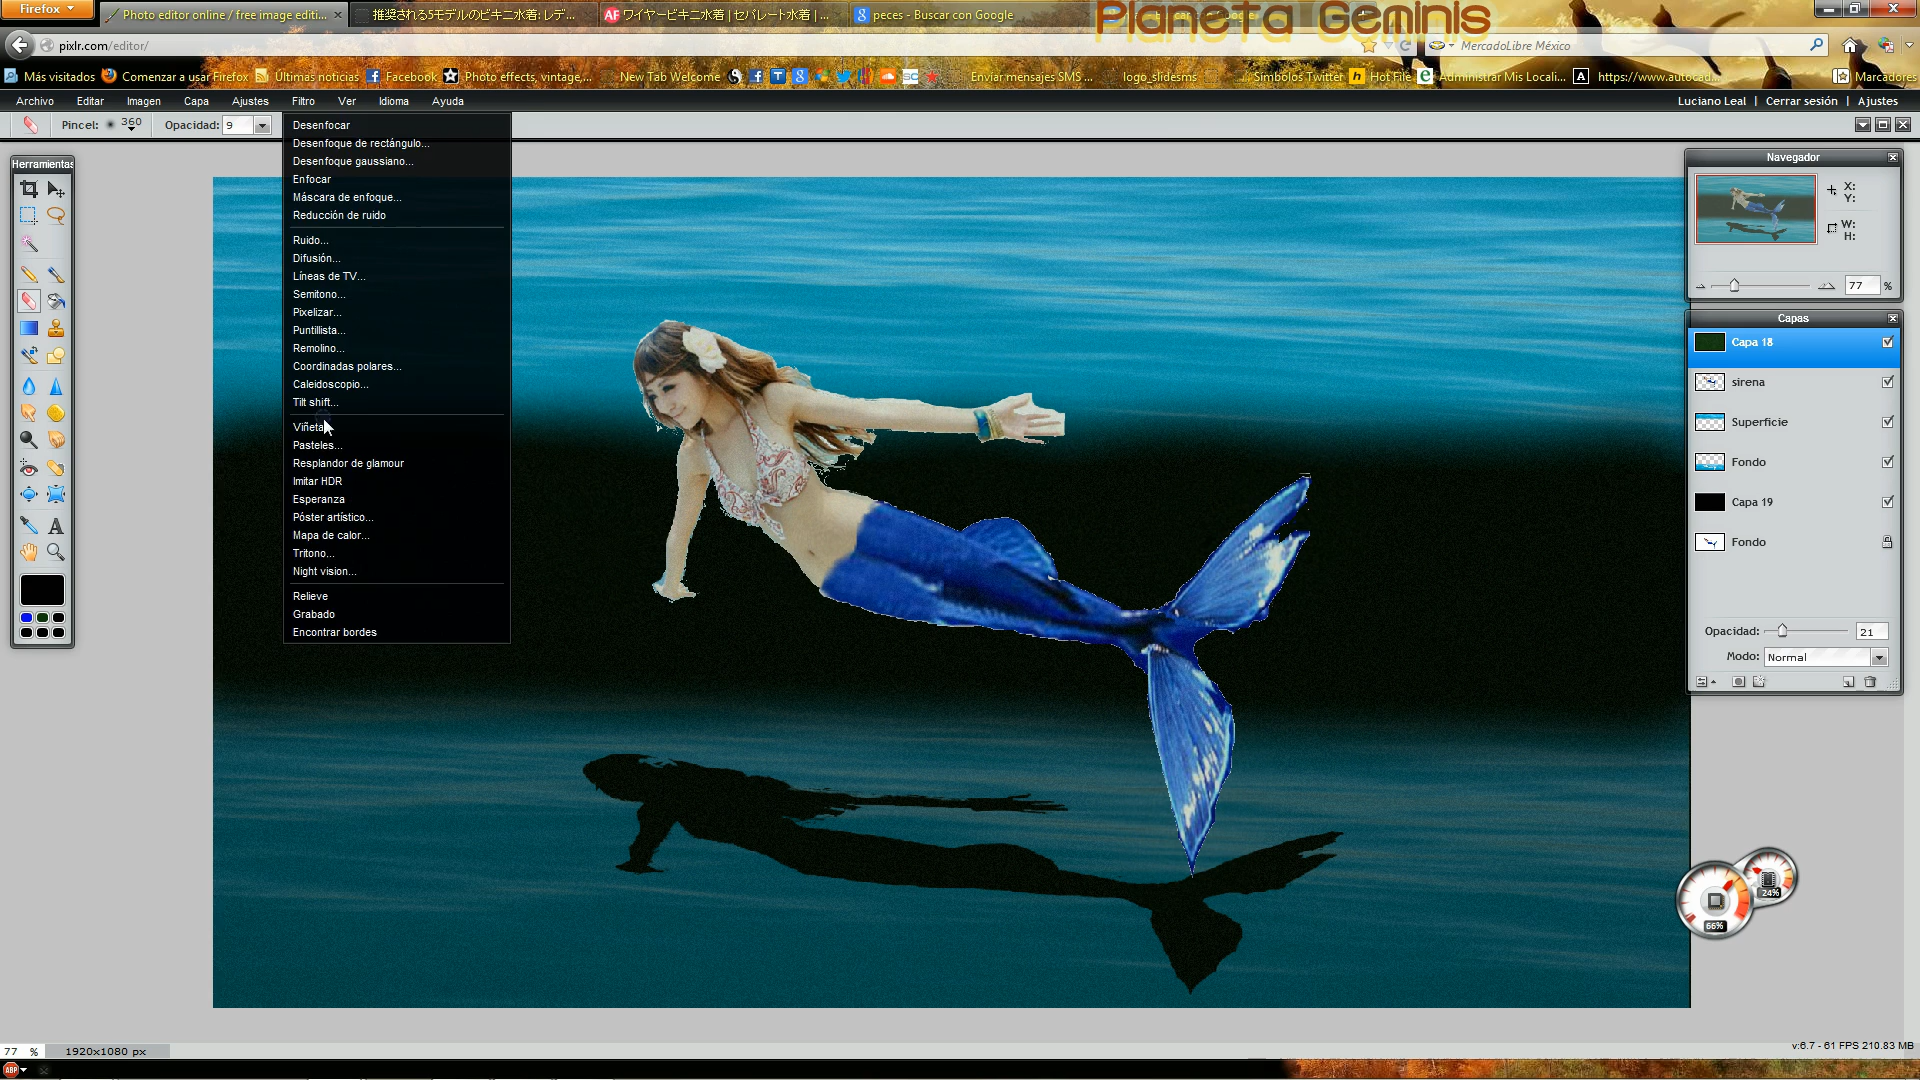 Firefox
Photo editor online / free image editi...
推奨される5モデルのビキニ水着: レデ...
AF ワイヤービキニ水着 | セパレート水着 | ...
peces - Buscar con Google
Planeta Geminis
pixlr.com/editor/
MercadoLibre México
Más visitados
Comenzar a usar Firefox
Últimas noticias
Facebook
Photo effects, vintage,...
New Tab Welcome
Enviar mensajes SMS ...
logo_slidesms
Simbolos Twitter
Hot File
Administrar Mis Locali...
https://www.autocad...
Marcadores
Archivo Editar Imagen Capa Ajustes Filtro Ver Idioma Ayuda
Luciano Leal | Cerrar sesión | Ajustes
Pincel: 360 Opacidad: 9
Herramientas
Desenfocar
Desenfoque de rectángulo...
Desenfoque gaussiano...
Enfocar
Máscara de enfoque...
Reducción de ruido
Ruido...
Difusión...
Líneas de TV...
Semitono...
Pixelizar...
Puntillista...
Remolino...
Coordinadas polares...
Caleidoscopio...
Tilt shift...
Viñeta
Pasteles...
Resplandor de glamour
Imitar HDR
Esperanza
Póster artístico...
Mapa de calor...
Tritono...
Night vision...
Relieve
Grabado
Encontrar bordes
Navegador
X:
Y:
W:
H:
77 %
Capas
Capa 18
sirena
Superficie
Fondo
Capa 19
Fondo
Opacidad: 21
Modo: Normal
24%
66%
77 % 1920x1080 px
v:6.7 - 61 FPS 210.83 MB
ABP